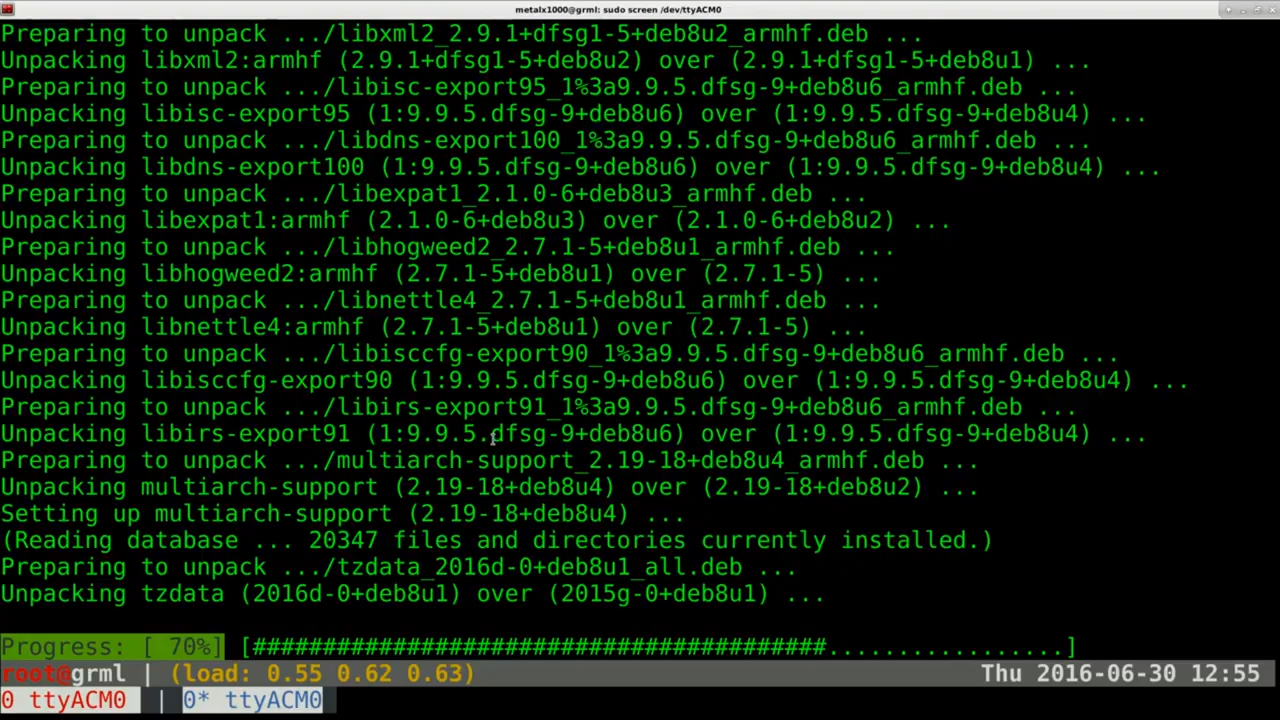 metalx1000@grml: sudo screen /dev/ttyACM0
Preparing to unpack .../libxml2_2.9.1+dfsg1-5+deb8u2_armhf.deb ...
Unpacking libxml2:armhf (2.9.1+dfsg1-5+deb8u2) over (2.9.1+dfsg1-5+deb8u1) ...
Preparing to unpack .../libisc-export95_1%3a9.9.5.dfsg-9+deb8u6_armhf.deb ...
Unpacking libisc-export95 (1:9.9.5.dfsg-9+deb8u6) over (1:9.9.5.dfsg-9+deb8u4) ...
Preparing to unpack .../libdns-export100_1%3a9.9.5.dfsg-9+deb8u6_armhf.deb ...
Unpacking libdns-export100 (1:9.9.5.dfsg-9+deb8u6) over (1:9.9.5.dfsg-9+deb8u4) ...
Preparing to unpack .../libexpat1_2.1.0-6+deb8u3_armhf.deb ...
Unpacking libexpat1:armhf (2.1.0-6+deb8u3) over (2.1.0-6+deb8u2) ...
Preparing to unpack .../libhogweed2_2.7.1-5+deb8u1_armhf.deb ...
Unpacking libhogweed2:armhf (2.7.1-5+deb8u1) over (2.7.1-5) ...
Preparing to unpack .../libnettle4_2.7.1-5+deb8u1_armhf.deb ...
Unpacking libnettle4:armhf (2.7.1-5+deb8u1) over (2.7.1-5) ...
Preparing to unpack .../libisccfg-export90_1%3a9.9.5.dfsg-9+deb8u6_armhf.deb ...
Unpacking libisccfg-export90 (1:9.9.5.dfsg-9+deb8u6) over (1:9.9.5.dfsg-9+deb8u4) ...
Preparing to unpack .../libirs-export91_1%3a9.9.5.dfsg-9+deb8u6_armhf.deb ...
Unpacking libirs-export91 (1:9.9.5.dfsg-9+deb8u6) over (1:9.9.5.dfsg-9+deb8u4) ...
Preparing to unpack .../multiarch-support_2.19-18+deb8u4_armhf.deb ...
Unpacking multiarch-support (2.19-18+deb8u4) over (2.19-18+deb8u2) ...
Setting up multiarch-support (2.19-18+deb8u4) ...
(Reading database ... 20347 files and directories currently installed.)
Preparing to unpack .../tzdata_2016d-0+deb8u1_all.deb ...
Unpacking tzdata (2016d-0+deb8u1) over (2015g-0+deb8u1) ...
Progress: [ 70%] [#########################################.................]
root@grml | (load: 0.55 0.62 0.63) Thu 2016-06-30 12:55
0 ttyACM0 | 0* ttyACM0